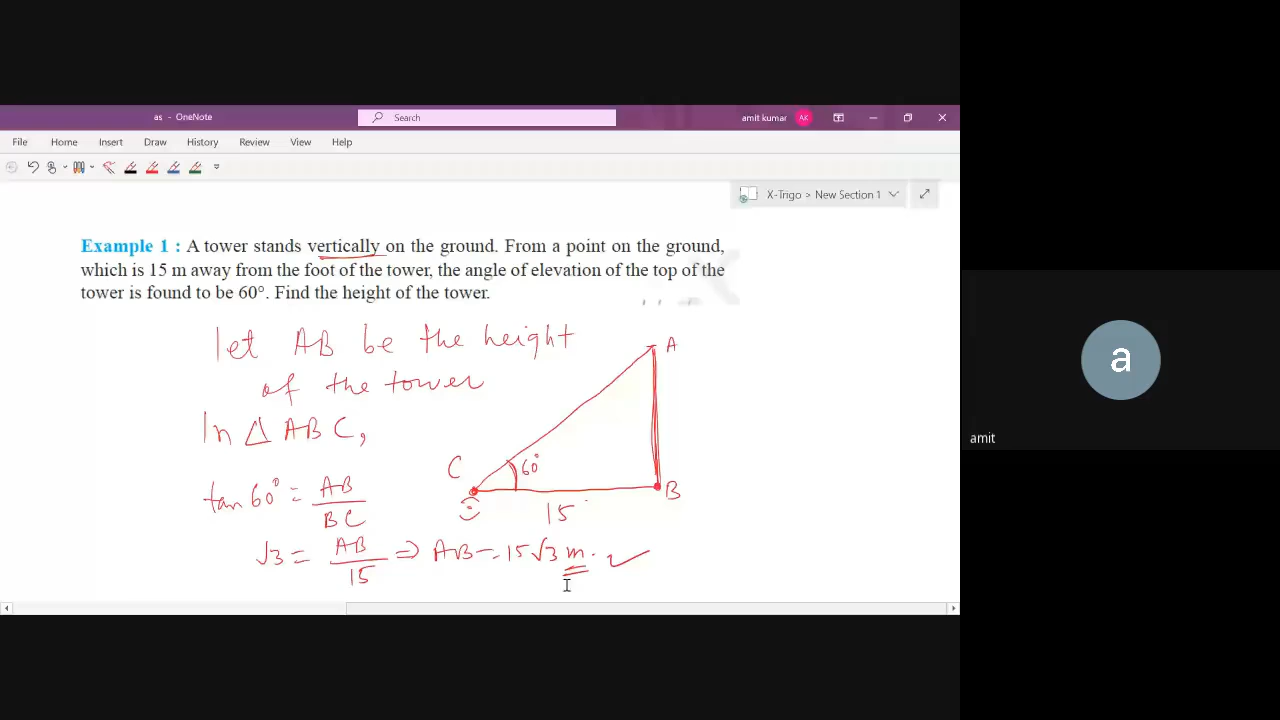 as - OneNote
Search
amit kumar
AK
File Home Insert Draw History Review View Help
X-Trigo > New Section 1
Example 1 : A tower stands vertically on the ground. From a point on the ground,
which is 15 m away from the foot of the tower, the angle of elevation of the top of the
tower is found to be 60°. Find the height of the tower.
let AB be the height
of the tower
In Δ ABC,
A
C
60°
B
15
tan 60° = AB/BC
√3 = AB/15 ⇒ AB = 15√3 m.
a
amit